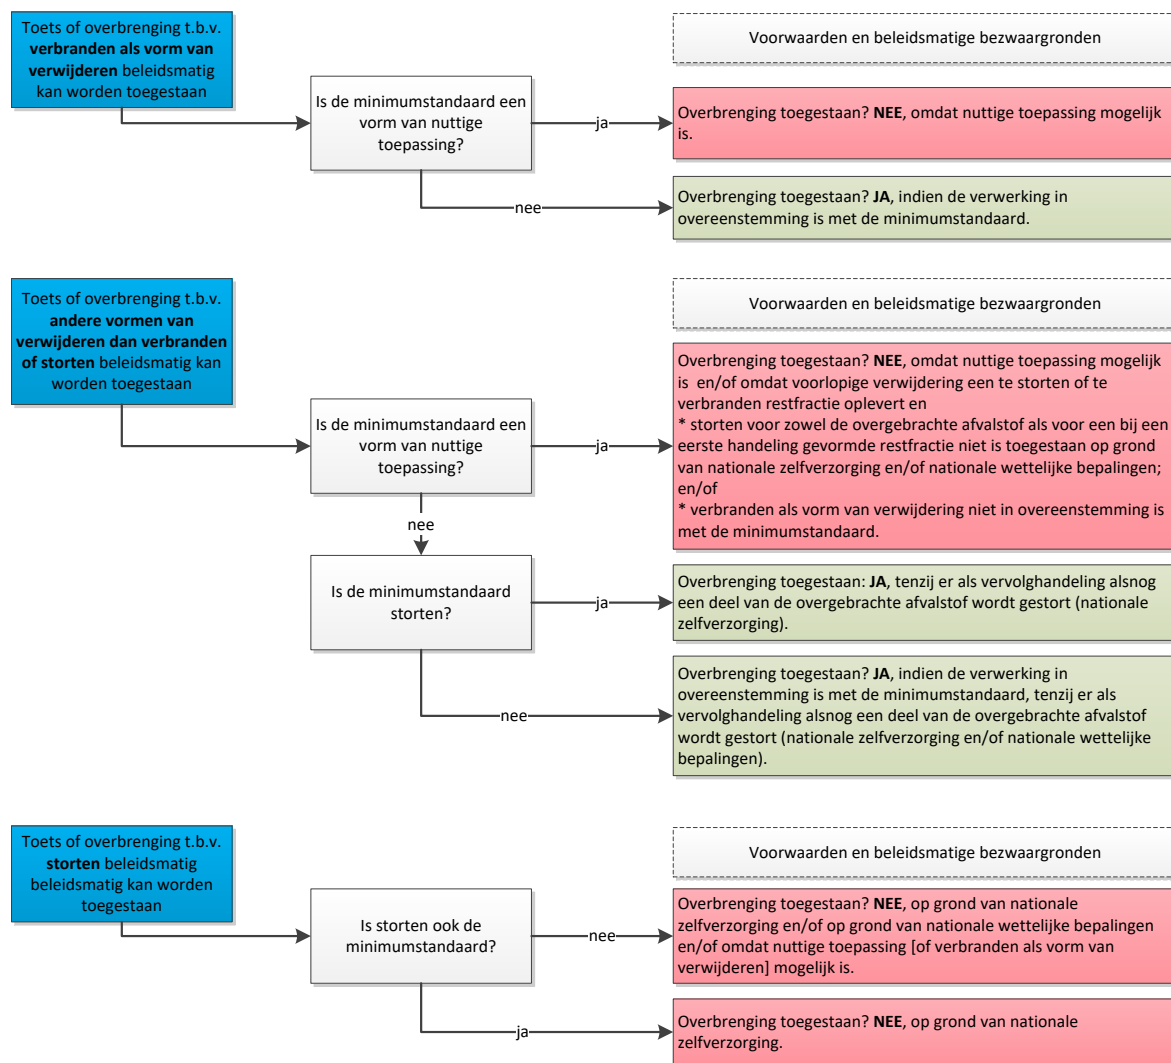 Toets of overbrenging t.b.v.
verbranden als vorm van
verwijderen beleidsmatig
kan worden toegestaan
Voorwaarden en beleidsmatige bezwaargronden
Is de minimumstandaard een
vorm van nuttige
toepassing?
ja
Overbrenging toegestaan? NEE, omdat nuttige toepassing mogelijk
is.
nee
Overbrenging toegestaan? JA, indien de verwerking in
overeenstemming is met de minimumstandaard.
Toets of overbrenging t.b.v.
andere vormen van
verwijderen dan verbranden
of storten beleidsmatig kan
worden toegestaan
Voorwaarden en beleidsmatige bezwaargronden
Is de minimumstandaard een
vorm van nuttige
toepassing?
ja
Overbrenging toegestaan? NEE, omdat nuttige toepassing mogelijk
is en/of omdat voorlopige verwijdering een te storten of te
verbranden restfractie oplevert en
* storten voor zowel de overgebrachte afvalstof als voor een bij een
eerste handeling gevormde restfractie niet is toegestaan op grond
van nationale zelfverzorging en/of nationale wettelijke bepalingen;
en/of
* verbranden als vorm van verwijdering niet in overeenstemming is
met de minimumstandaard.
nee
Is de minimumstandaard
storten?
ja
Overbrenging toegestaan: JA, tenzij er als vervolghandeling alsnog
een deel van de overgebrachte afvalstof wordt gestort (nationale
zelfverzorging).
nee
Overbrenging toegestaan? JA, indien de verwerking in
overeenstemming is met de minimumstandaard, tenzij er als
vervolghandeling alsnog een deel van de overgebrachte afvalstof
wordt gestort (nationale zelfverzorging en/of nationale wettelijke
bepalingen).
Toets of overbrenging t.b.v.
storten beleidsmatig
beleidsmatig kan worden
toegestaan
Voorwaarden en beleidsmatige bezwaargronden
Is storten ook de
minimumstandaard?
nee
Overbrenging toegestaan? NEE, op grond van nationale
zelfverzorging en/of op grond van nationale wettelijke bepalingen
en/of omdat nuttige toepassing [of verbranden als vorm van
verwijderen] mogelijk is.
ja
Overbrenging toegestaan? NEE, op grond van nationale
zelfverzorging.